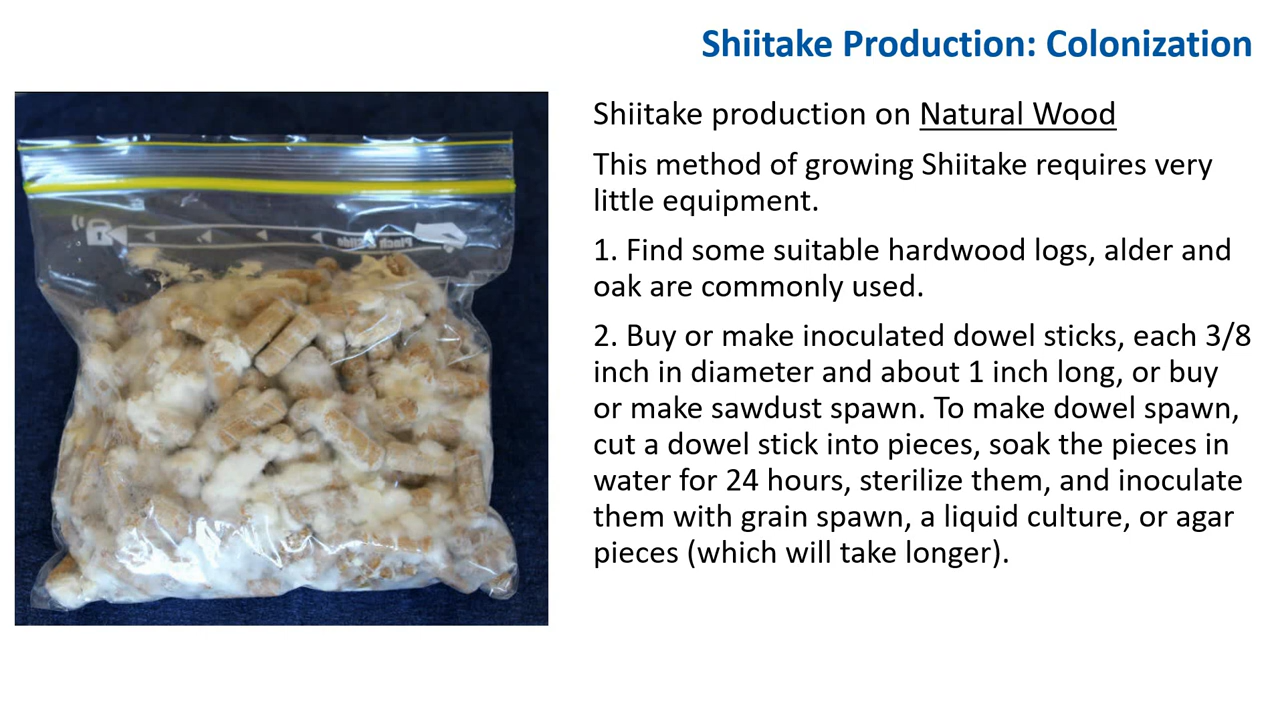 Shiitake Production: Colonization
Shiitake production on Natural Wood
This method of growing Shiitake requires very
little equipment.
1. Find some suitable hardwood logs, alder and
oak are commonly used.
2. Buy or make inoculated dowel sticks, each 3/8
inch in diameter and about 1 inch long, or buy
or make sawdust spawn. To make dowel spawn,
cut a dowel stick into pieces, soak the pieces in
water for 24 hours, sterilize them, and inoculate
them with grain spawn, a liquid culture, or agar
pieces (which will take longer).